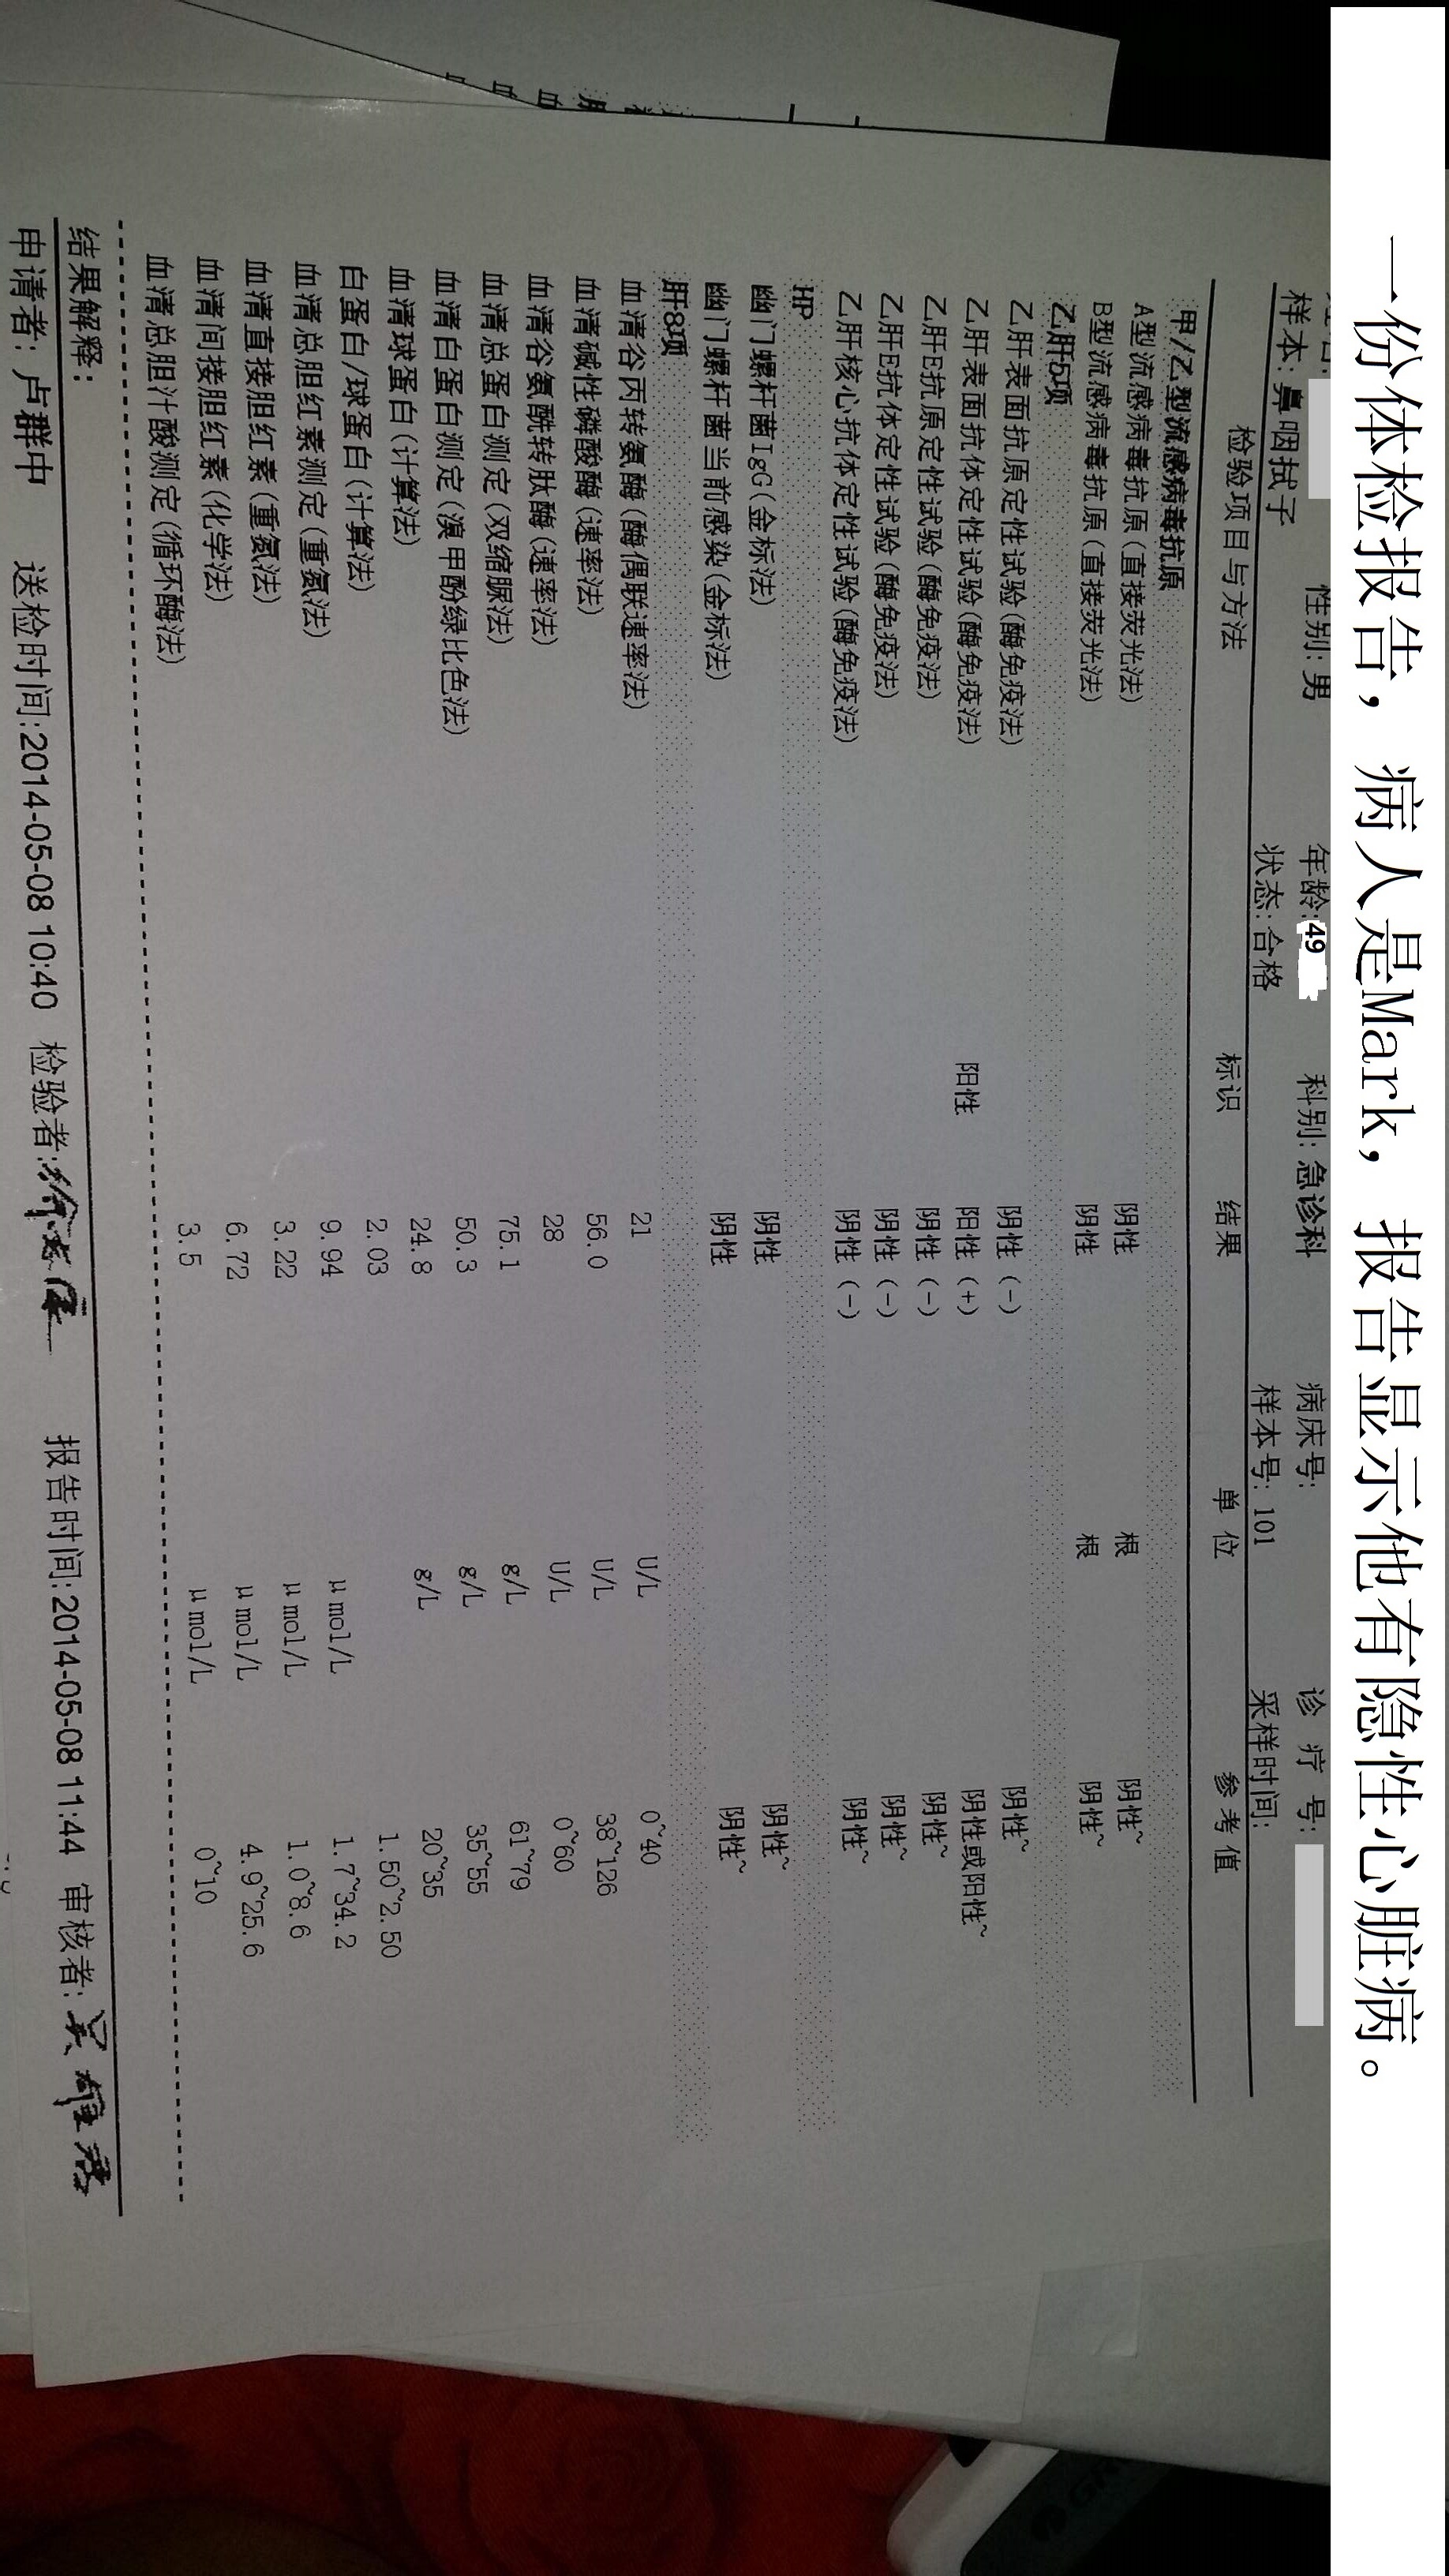 一份体检报告，病人是Mark，报告显示他有隐性心脏病。
性别: 男 年龄: 49 科别: 急诊科 病床号: 诊 疗 号:
样本: 鼻咽拭子 状态: 合格 样本号: 101 采样时间:
检验项目与方法 标识 结果 单 位 参 考 值
甲/乙型流感病毒抗原
A型流感病毒抗原(直接荧光法) 阴性 根 阴性~
B型流感病毒抗原(直接荧光法) 阴性 根 阴性~
乙肝5项
乙肝表面抗原定性试验(酶免疫法) 阴性 (-) 阴性~
乙肝表面抗体定性试验(酶免疫法) 阳性 阳性 (+) 阴性或阳性~
乙肝E抗原定性试验(酶免疫法) 阴性 (-) 阴性~
乙肝E抗体定性试验(酶免疫法) 阴性 (-) 阴性~
乙肝核心抗体定性试验(酶免疫法) 阴性 (-) 阴性~
HP
幽门螺杆菌IgG(金标法) 阴性 阴性~
幽门螺杆菌当前感染(金标法) 阴性 阴性~
肝8项
血清谷丙转氨酶(酶偶联速率法) 21 U/L 0~40
血清碱性磷酸酶(速率法) 56.0 U/L 38~126
血清谷氨酰转肽酶(速率法) 28 U/L 0~60
血清总蛋白测定(双缩脲法) 75.1 g/L 61~79
血清白蛋白测定(溴甲酚绿比色法) 50.3 g/L 35~55
血清球蛋白(计算法) 24.8 g/L 20~35
白蛋白/球蛋白(计算法) 2.03 1.50~2.50
血清总胆红素测定(重氮法) 9.94 μmol/L 1.7~34.2
血清直接胆红素(重氮法) 3.22 μmol/L 1.0~8.6
血清间接胆红素(化学法) 6.72 μmol/L 4.9~25.6
血清总胆汁酸测定(循环酶法) 3.5 μmol/L 0~10
结果解释:
申请者: 卢群中 送检时间:2014-05-08 10:40 检验者: 报告时间:2014-05-08 11:44 审核者: